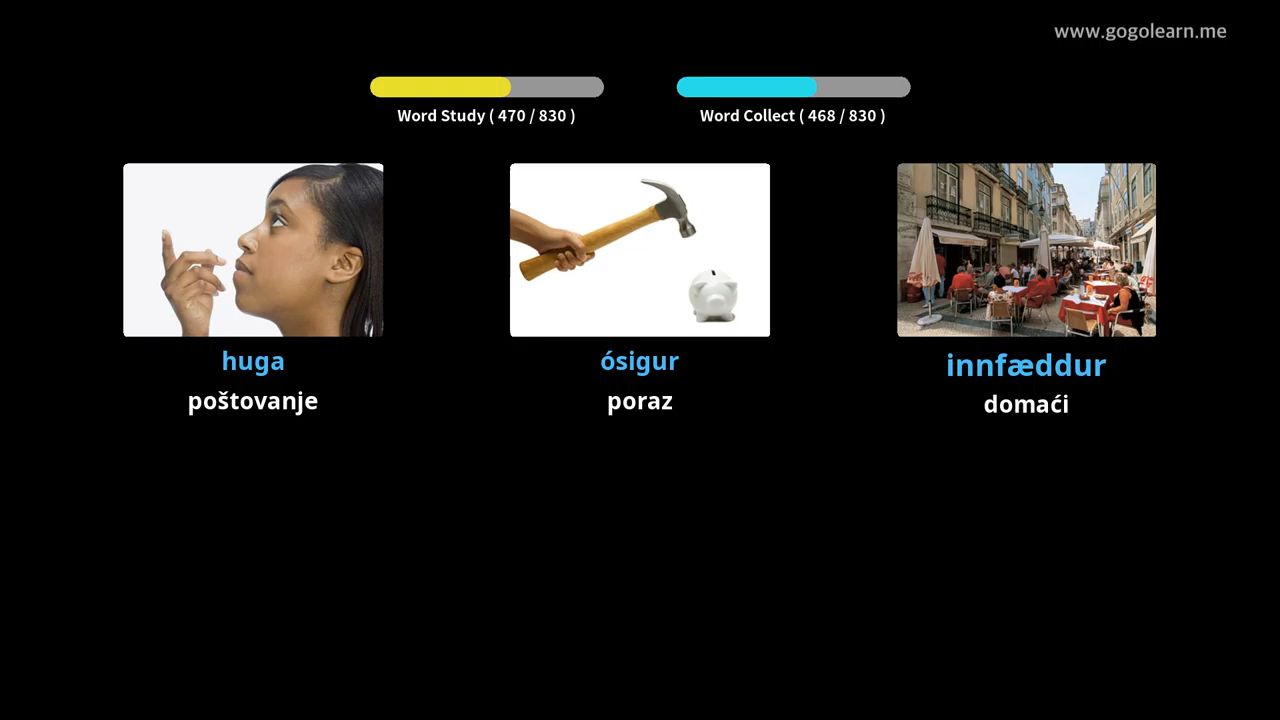 www.gogolearn.me
Word Study ( 470 / 830 )
Word Collect ( 468 / 830 )
huga
ósigur
innfæddur
poštovanje
poraz
domaći